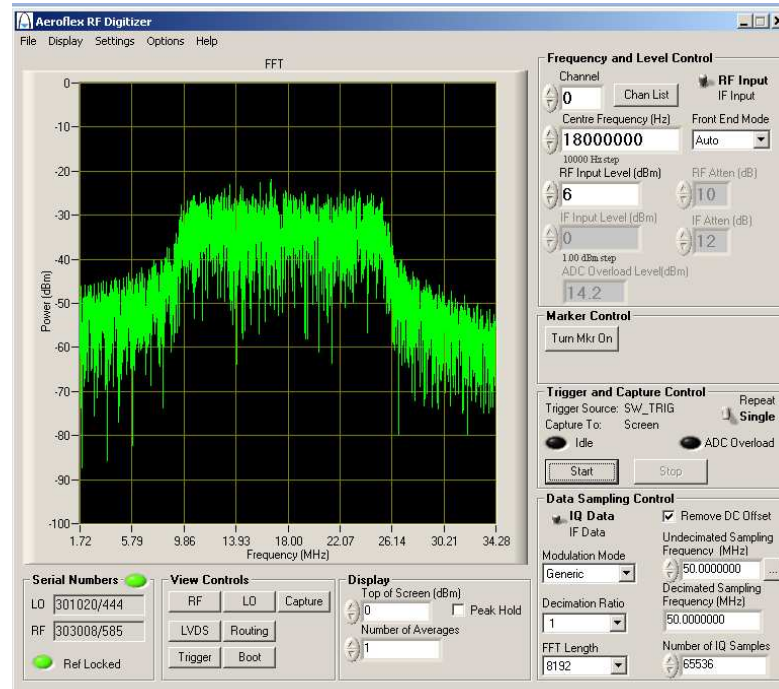 Aeroflex RF Digitizer
File Display Settings Options Help
FFT
0
-10
-20
-30
-40
-50
-60
-70
-80
-90
-100
Power (dBm)
1.72 5.79 9.86 13.93 18.00 22.07 26.14 30.21 34.28
Frequency (MHz)
Serial Numbers
LO 301020/444
RF 303008/585
Ref Locked
View Controls
RF LO Capture
LVDS Routing
Trigger Boot
Display
Top of Screen (dBm)
0 Peak Hold
Number of Averages
1
Frequency and Level Control
Channel
0 Chan List
RF Input
IF Input
Centre Frequency (Hz) Front End Mode
18000000 Auto
10000 Hz step
RF Input Level (dBm) RF Atten (dB)
6 10
IF Input Level (dBm) IF Atten (dB)
0 12
1.00 dBm step
ADC Overload Level(dBm)
14.2
Marker Control
Turn Mkr On
Trigger and Capture Control
Trigger Source: SW_TRIG
Capture To: Screen
Repeat
Single
Idle ADC Overload
Start Stop
Data Sampling Control
IQ Data
IF Data
Remove DC Offset
Modulation Mode
Generic
Undecimated Sampling
Frequency (MHz)
50.0000000 ...
Decimation Ratio
1
Decimated Sampling
Frequency (MHz)
50.0000000
FFT Length
8192
Number of IQ Samples
65536